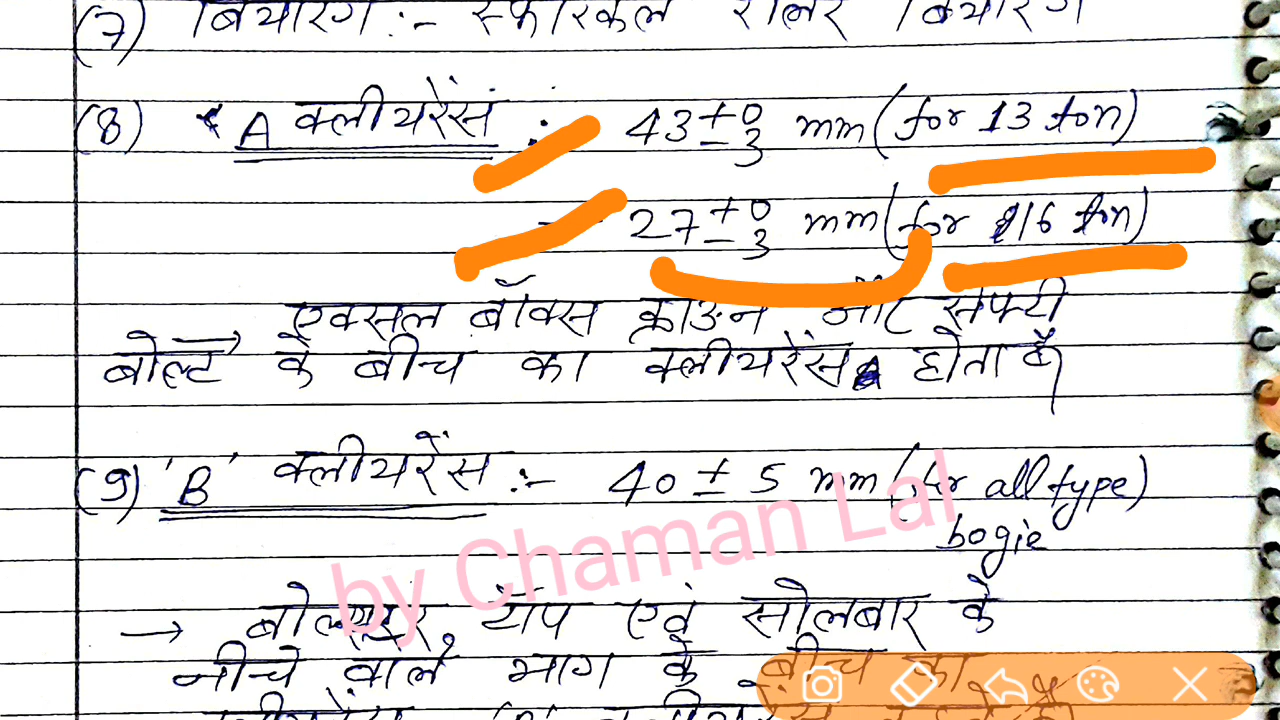 (7) बियारिंग :- स्फेरिकल रोलर बियारिंग
(8) 'A' क्लीयरेंस :- 43 +0 -3 mm (for 13 ton)
- 27 +0 -3 mm (for 16 ton)
एक्सल बॉक्स क्राउन और सेफ्टी
बोल्ट के बीच का क्लीयरेंस होता है।
(9) 'B' क्लीयरेंस :- 40 ± 5 mm (for all type)
bogie
by Chaman Lal
→ बोल्स्टर टॉप एवं सोलबार के
नीचे वाले भाग के बीच का